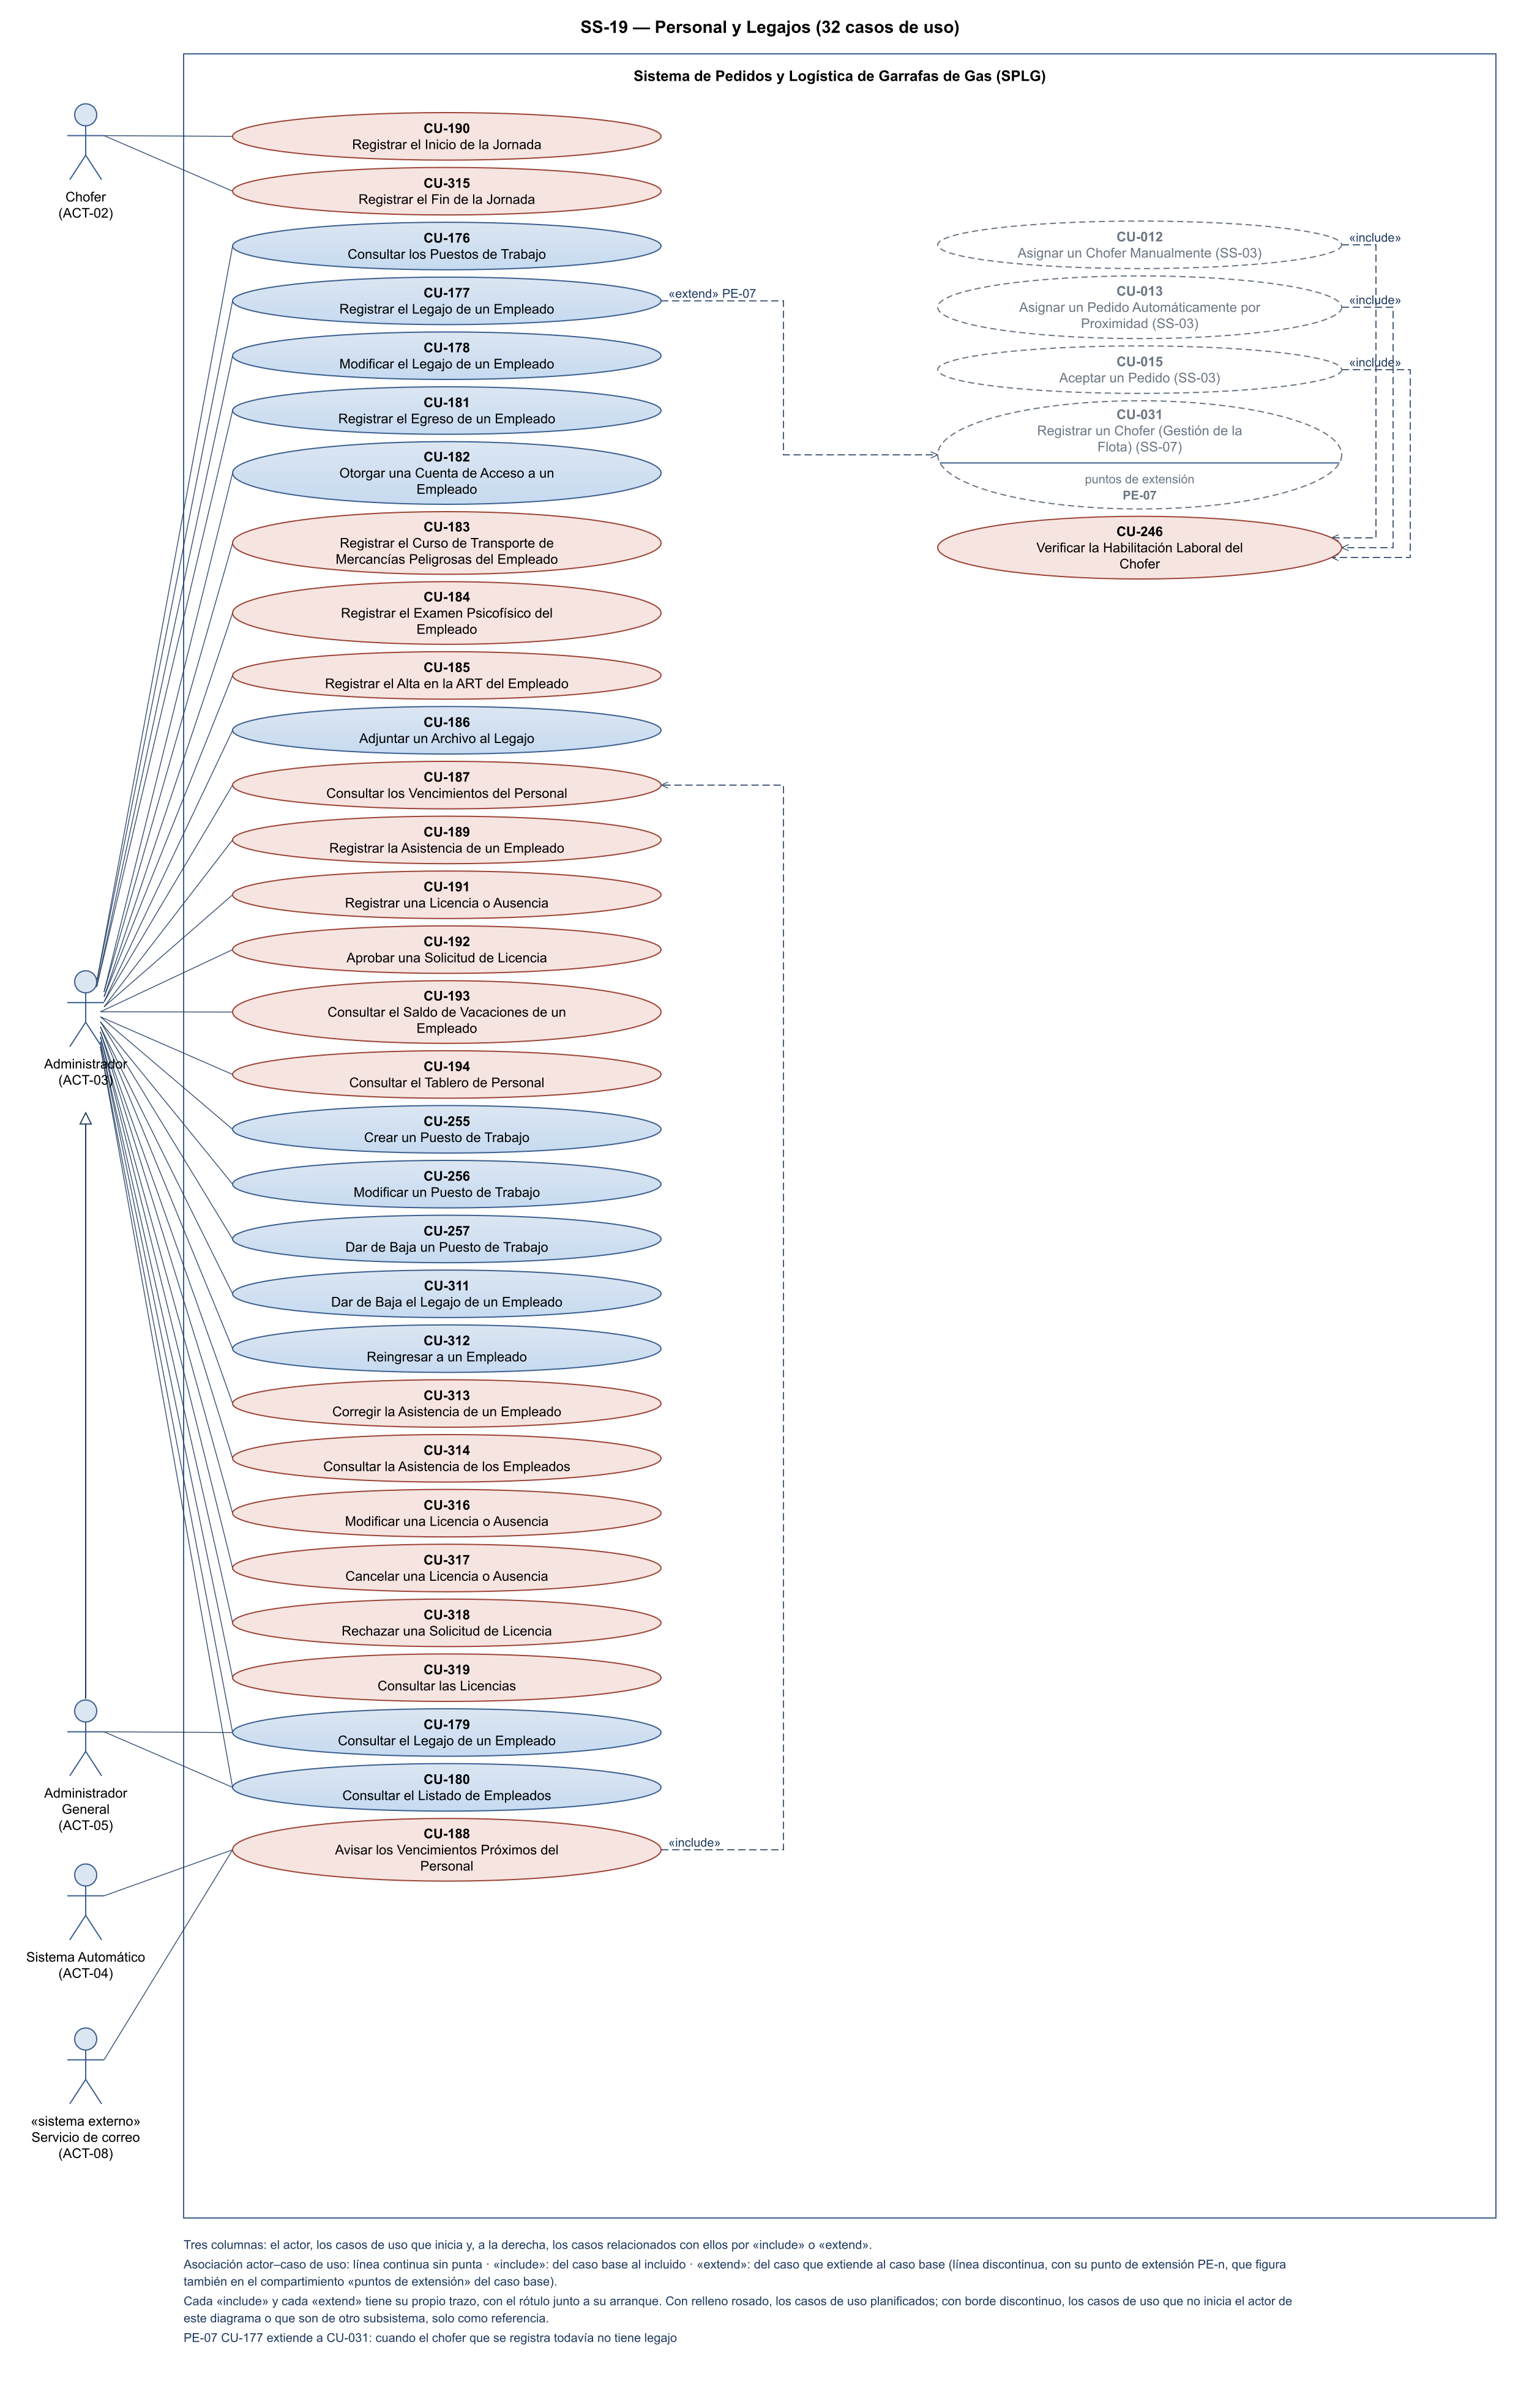 SS-19 — Personal y Legajos (32 casos de uso)
Sistema de Pedidos y Logística de Garrafas de Gas (SPLG)
Chofer
(ACT-02)
CU-190
Registrar el Inicio de la Jornada
CU-315
Registrar el Fin de la Jornada
CU-176
Consultar los Puestos de Trabajo
CU-177
Registrar el Legajo de un Empleado
«extend» PE-07
CU-178
Modificar el Legajo de un Empleado
CU-181
Registrar el Egreso de un Empleado
CU-182
Otorgar una Cuenta de Acceso a un
Empleado
CU-183
Registrar el Curso de Transporte de
Mercancías Peligrosas del Empleado
CU-184
Registrar el Examen Psicofísico del
Empleado
CU-185
Registrar el Alta en la ART del Empleado
CU-186
Adjuntar un Archivo al Legajo
CU-187
Consultar los Vencimientos del Personal
CU-189
Registrar la Asistencia de un Empleado
CU-191
Registrar una Licencia o Ausencia
CU-192
Aprobar una Solicitud de Licencia
CU-193
Consultar el Saldo de Vacaciones de un
Empleado
CU-194
Consultar el Tablero de Personal
CU-255
Crear un Puesto de Trabajo
CU-256
Modificar un Puesto de Trabajo
CU-257
Dar de Baja un Puesto de Trabajo
CU-311
Dar de Baja el Legajo de un Empleado
CU-312
Reingresar a un Empleado
CU-313
Corregir la Asistencia de un Empleado
CU-314
Consultar la Asistencia de los Empleados
CU-316
Modificar una Licencia o Ausencia
CU-317
Cancelar una Licencia o Ausencia
CU-318
Rechazar una Solicitud de Licencia
CU-319
Consultar las Licencias
CU-179
Consultar el Legajo de un Empleado
CU-180
Consultar el Listado de Empleados
CU-188
Avisar los Vencimientos Próximos del
Personal
«include»
CU-012
Asignar un Chofer Manualmente (SS-03)
«include»
CU-013
Asignar un Pedido Automáticamente por
Proximidad (SS-03)
«include»
CU-015
Aceptar un Pedido (SS-03)
«include»
CU-031
Registrar un Chofer (Gestión de la
Flota) (SS-07)
puntos de extensión
PE-07
CU-246
Verificar la Habilitación Laboral del
Chofer
Administrador
(ACT-03)
Administrador
General
(ACT-05)
Sistema Automático
(ACT-04)
«sistema externo»
Servicio de correo
(ACT-08)
Tres columnas: el actor, los casos de uso que inicia y, a la derecha, los casos relacionados con ellos por «include» o «extend».
Asociación actor–caso de uso: línea continua sin punta · «include»: del caso base al incluido · «extend»: del caso que extiende al caso base (línea discontinua, con su punto de extensión PE-n, que figura
también en el compartimiento «puntos de extensión» del caso base).
Cada «include» y cada «extend» tiene su propio trazo, con el rótulo junto a su arranque. Con relleno rosado, los casos de uso planificados; con borde discontinuo, los casos de uso que no inicia el actor de
este diagrama o que son de otro subsistema, solo como referencia.
PE-07 CU-177 extiende a CU-031: cuando el chofer que se registra todavía no tiene legajo